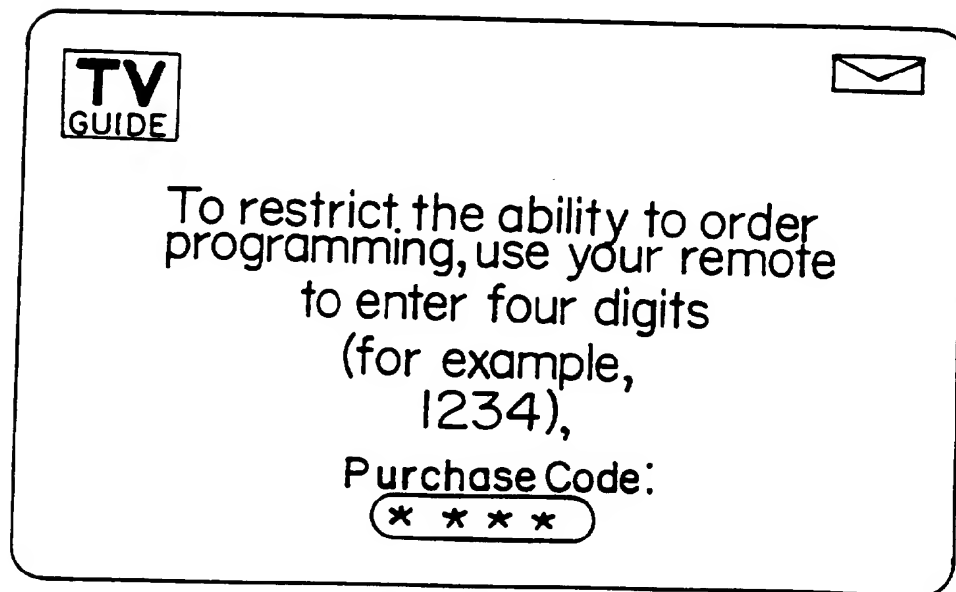 TV
GUIDE
To restrict the ability to order
programming, use your remote
to enter four digits
(for example,
1234),
Purchase Code:
* * * *